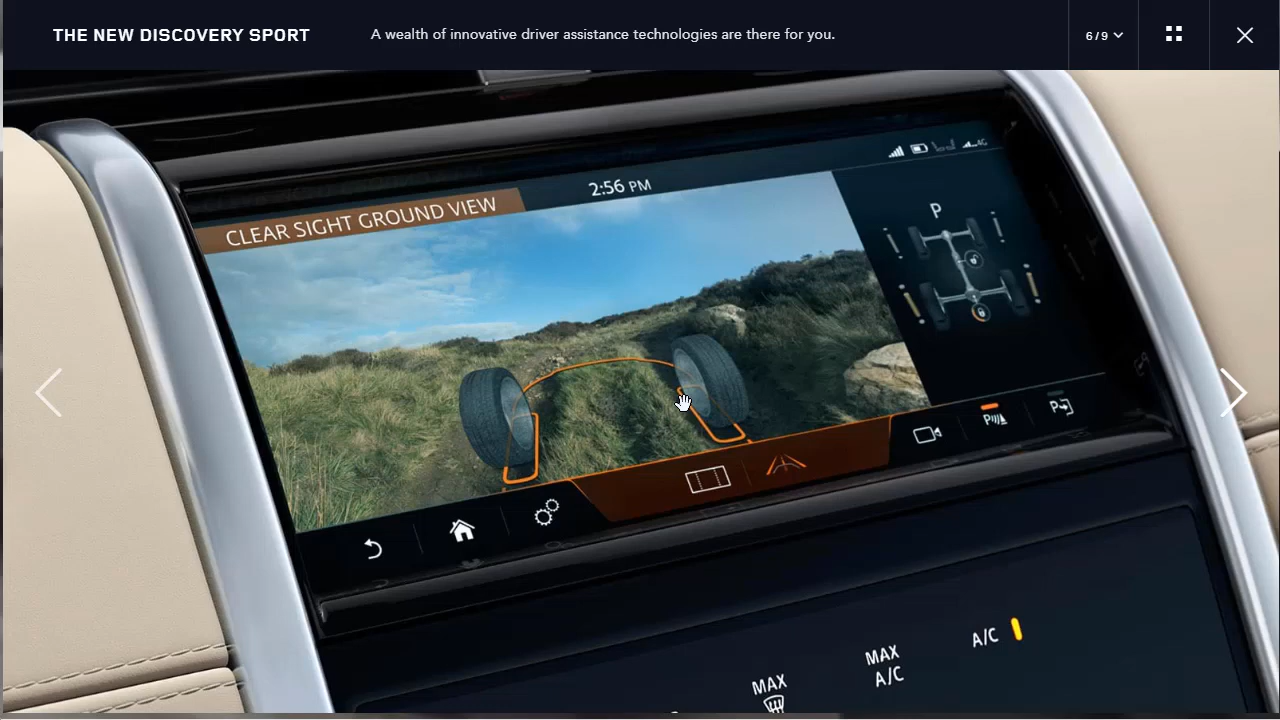 THE NEW DISCOVERY SPORT
A wealth of innovative driver assistance technologies are there for you.
6/9
4G
2:56 PM
CLEAR SIGHT GROUND VIEW
P
P
P
A/C
MAX
A/C
MAX